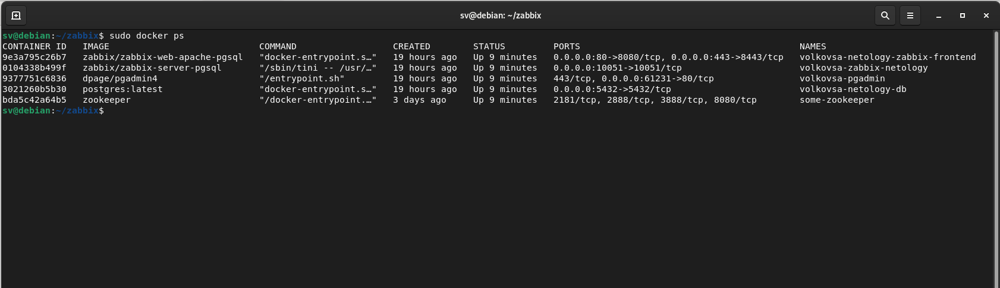 sv@debian: ~/zabbix
sv@debian:~/zabbix$ sudo docker ps
CONTAINER ID   IMAGE                             COMMAND                  CREATED        STATUS         PORTS                                         NAMES
9e3a795c26b7   zabbix/zabbix-web-apache-pgsql   "docker-entrypoint.s…"   19 hours ago   Up 9 minutes   0.0.0.0:80->8080/tcp, 0.0.0.0:443->8443/tcp   volkovsa-netology-zabbix-frontend
0104338b499f   zabbix/zabbix-server-pgsql       "/sbin/tini -- /usr/…"   19 hours ago   Up 9 minutes   0.0.0.0:10051->10051/tcp                      volkovsa-zabbix-netology
9377751c6836   dpage/pgadmin4                   "/entrypoint.sh"         19 hours ago   Up 9 minutes   443/tcp, 0.0.0.0:61231->80/tcp                volkovsa-pgadmin
3021260b5b30   postgres:latest                  "docker-entrypoint.s…"   19 hours ago   Up 9 minutes   0.0.0.0:5432->5432/tcp                        volkovsa-netology-db
bda5c42a64b5   zookeeper                        "/docker-entrypoint.…"   3 days ago     Up 9 minutes   2181/tcp, 2888/tcp, 3888/tcp, 8080/tcp        some-zookeeper
sv@debian:~/zabbix$